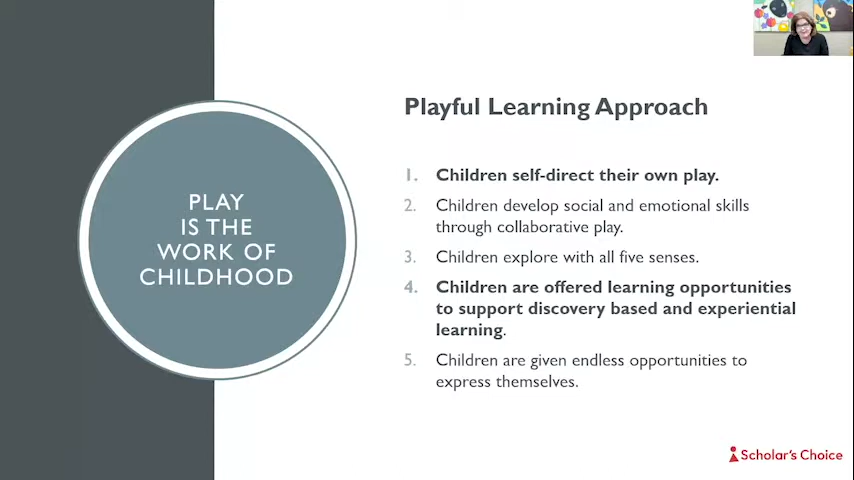 PLAY
IS THE
WORK OF
CHILDHOOD
Playful Learning Approach
1. Children self-direct their own play.
2. Children develop social and emotional skills
through collaborative play.
3. Children explore with all five senses.
4. Children are offered learning opportunities
to support discovery based and experiential
learning.
5. Children are given endless opportunities to
express themselves.
Scholar's Choice